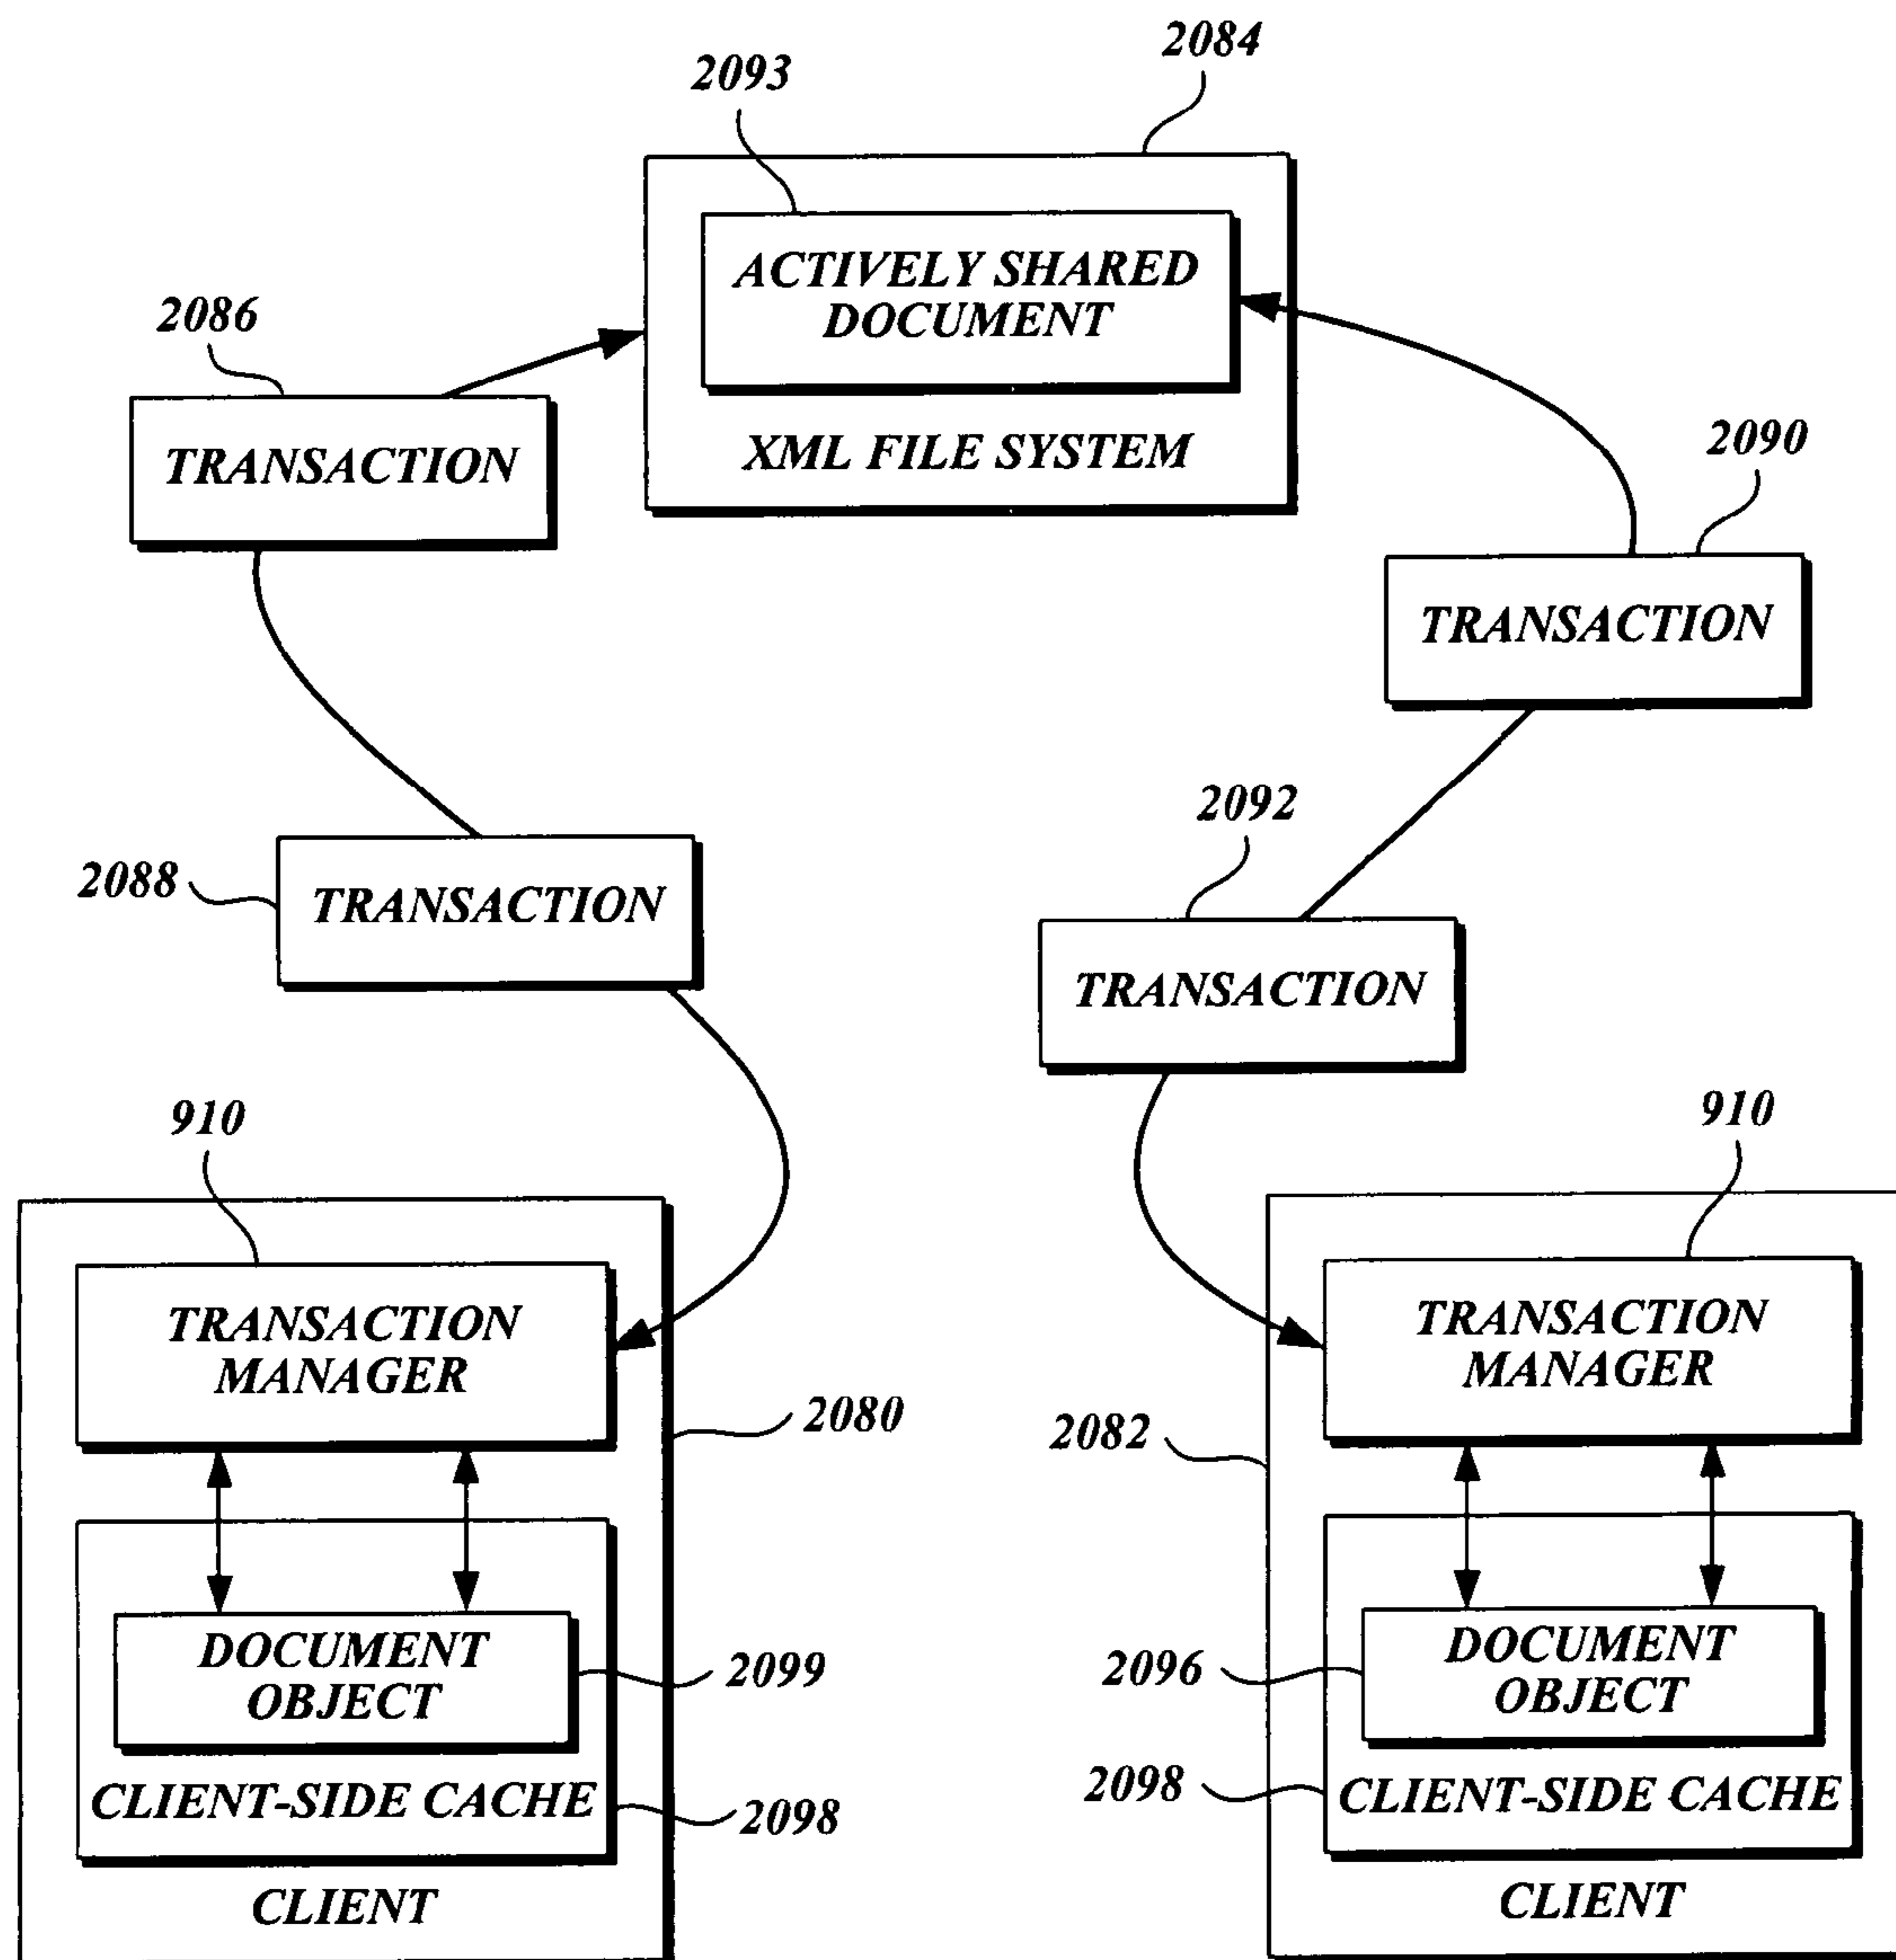 2084
2093
ACTIVELY SHARED
DOCUMENT
XML FILE SYSTEM
2086
TRANSACTION
2090
TRANSACTION
2088
TRANSACTION
2092
TRANSACTION
910
TRANSACTION
MANAGER
2080
DOCUMENT
OBJECT
2099
CLIENT-SIDE CACHE
2098
CLIENT
910
TRANSACTION
MANAGER
2082
DOCUMENT
OBJECT
2096
CLIENT-SIDE CACHE
2098
CLIENT